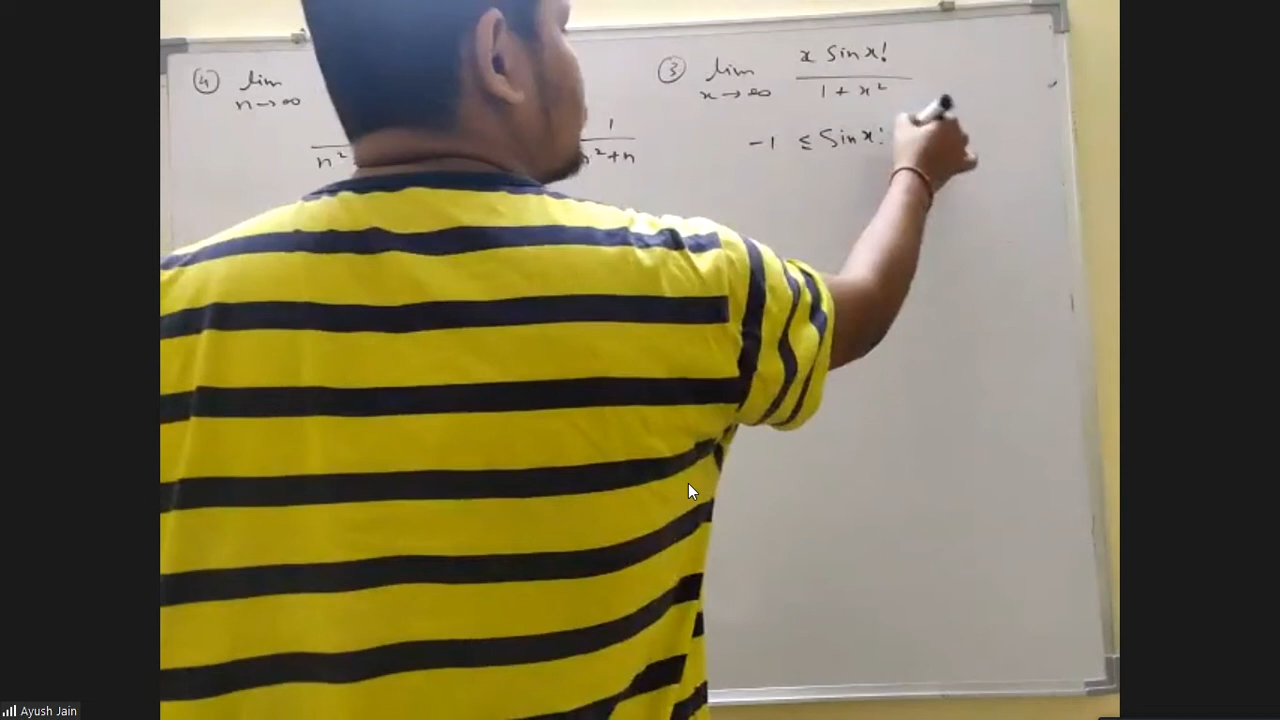 ④ lim
n → ∞
1
n²
n² + n
③ lim x Sin x!
x → ∞ 1 + x²
-1 ≤ Sin x!
Ayush Jain